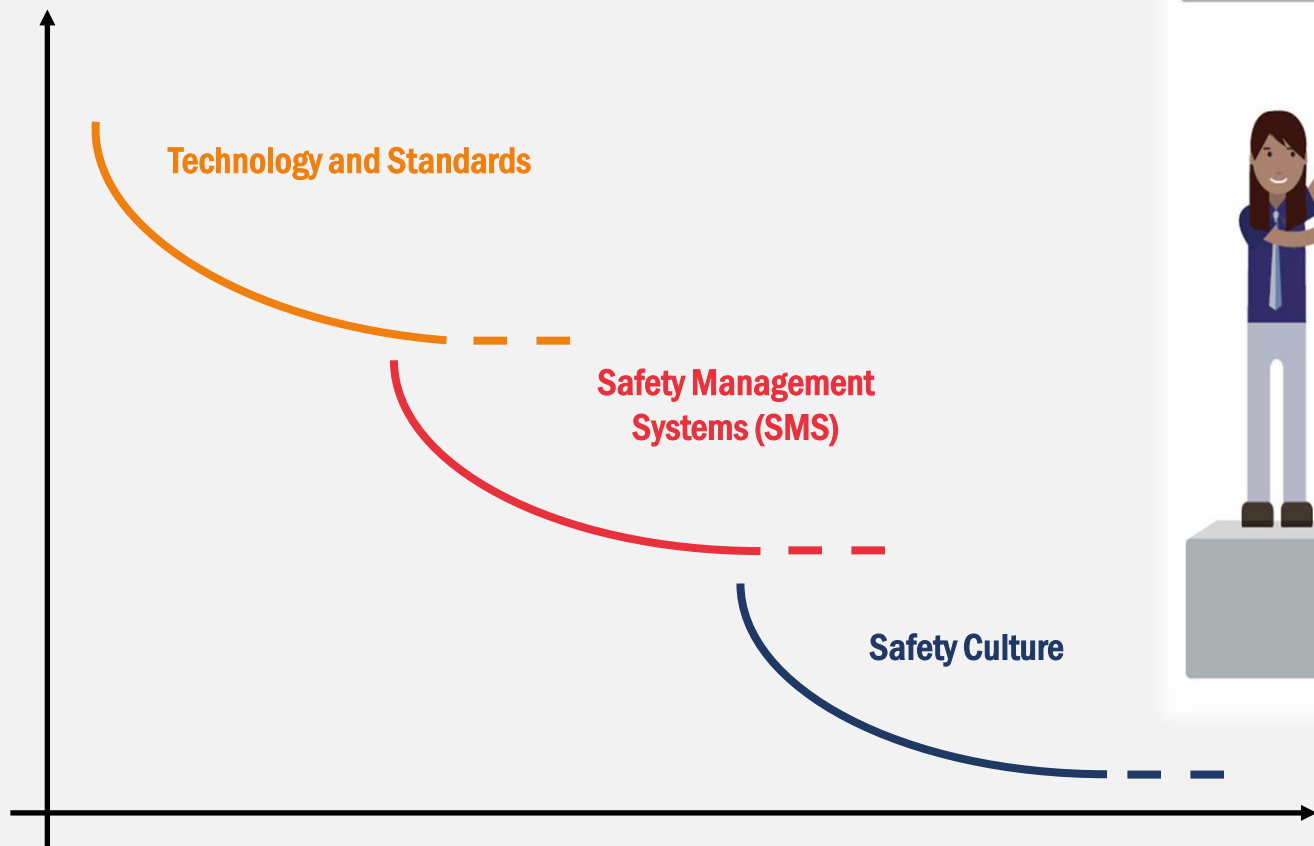 Technology and Standards
Safety Management
Systems (SMS)
Safety Culture